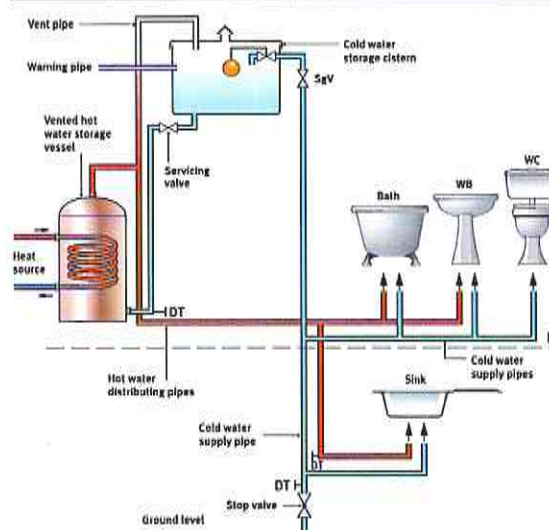 Vent pipe
Cold water
storage cistern
Warning pipe
SgV
Vented hot
water storage
vessel
Servicing
valve
WC
WB
Bath
Heat
source
DT
Hot water
distributing pipes
Cold water
supply pipes
Sink
Cold water
supply pipe
DT
DT
Stop valve
Ground level